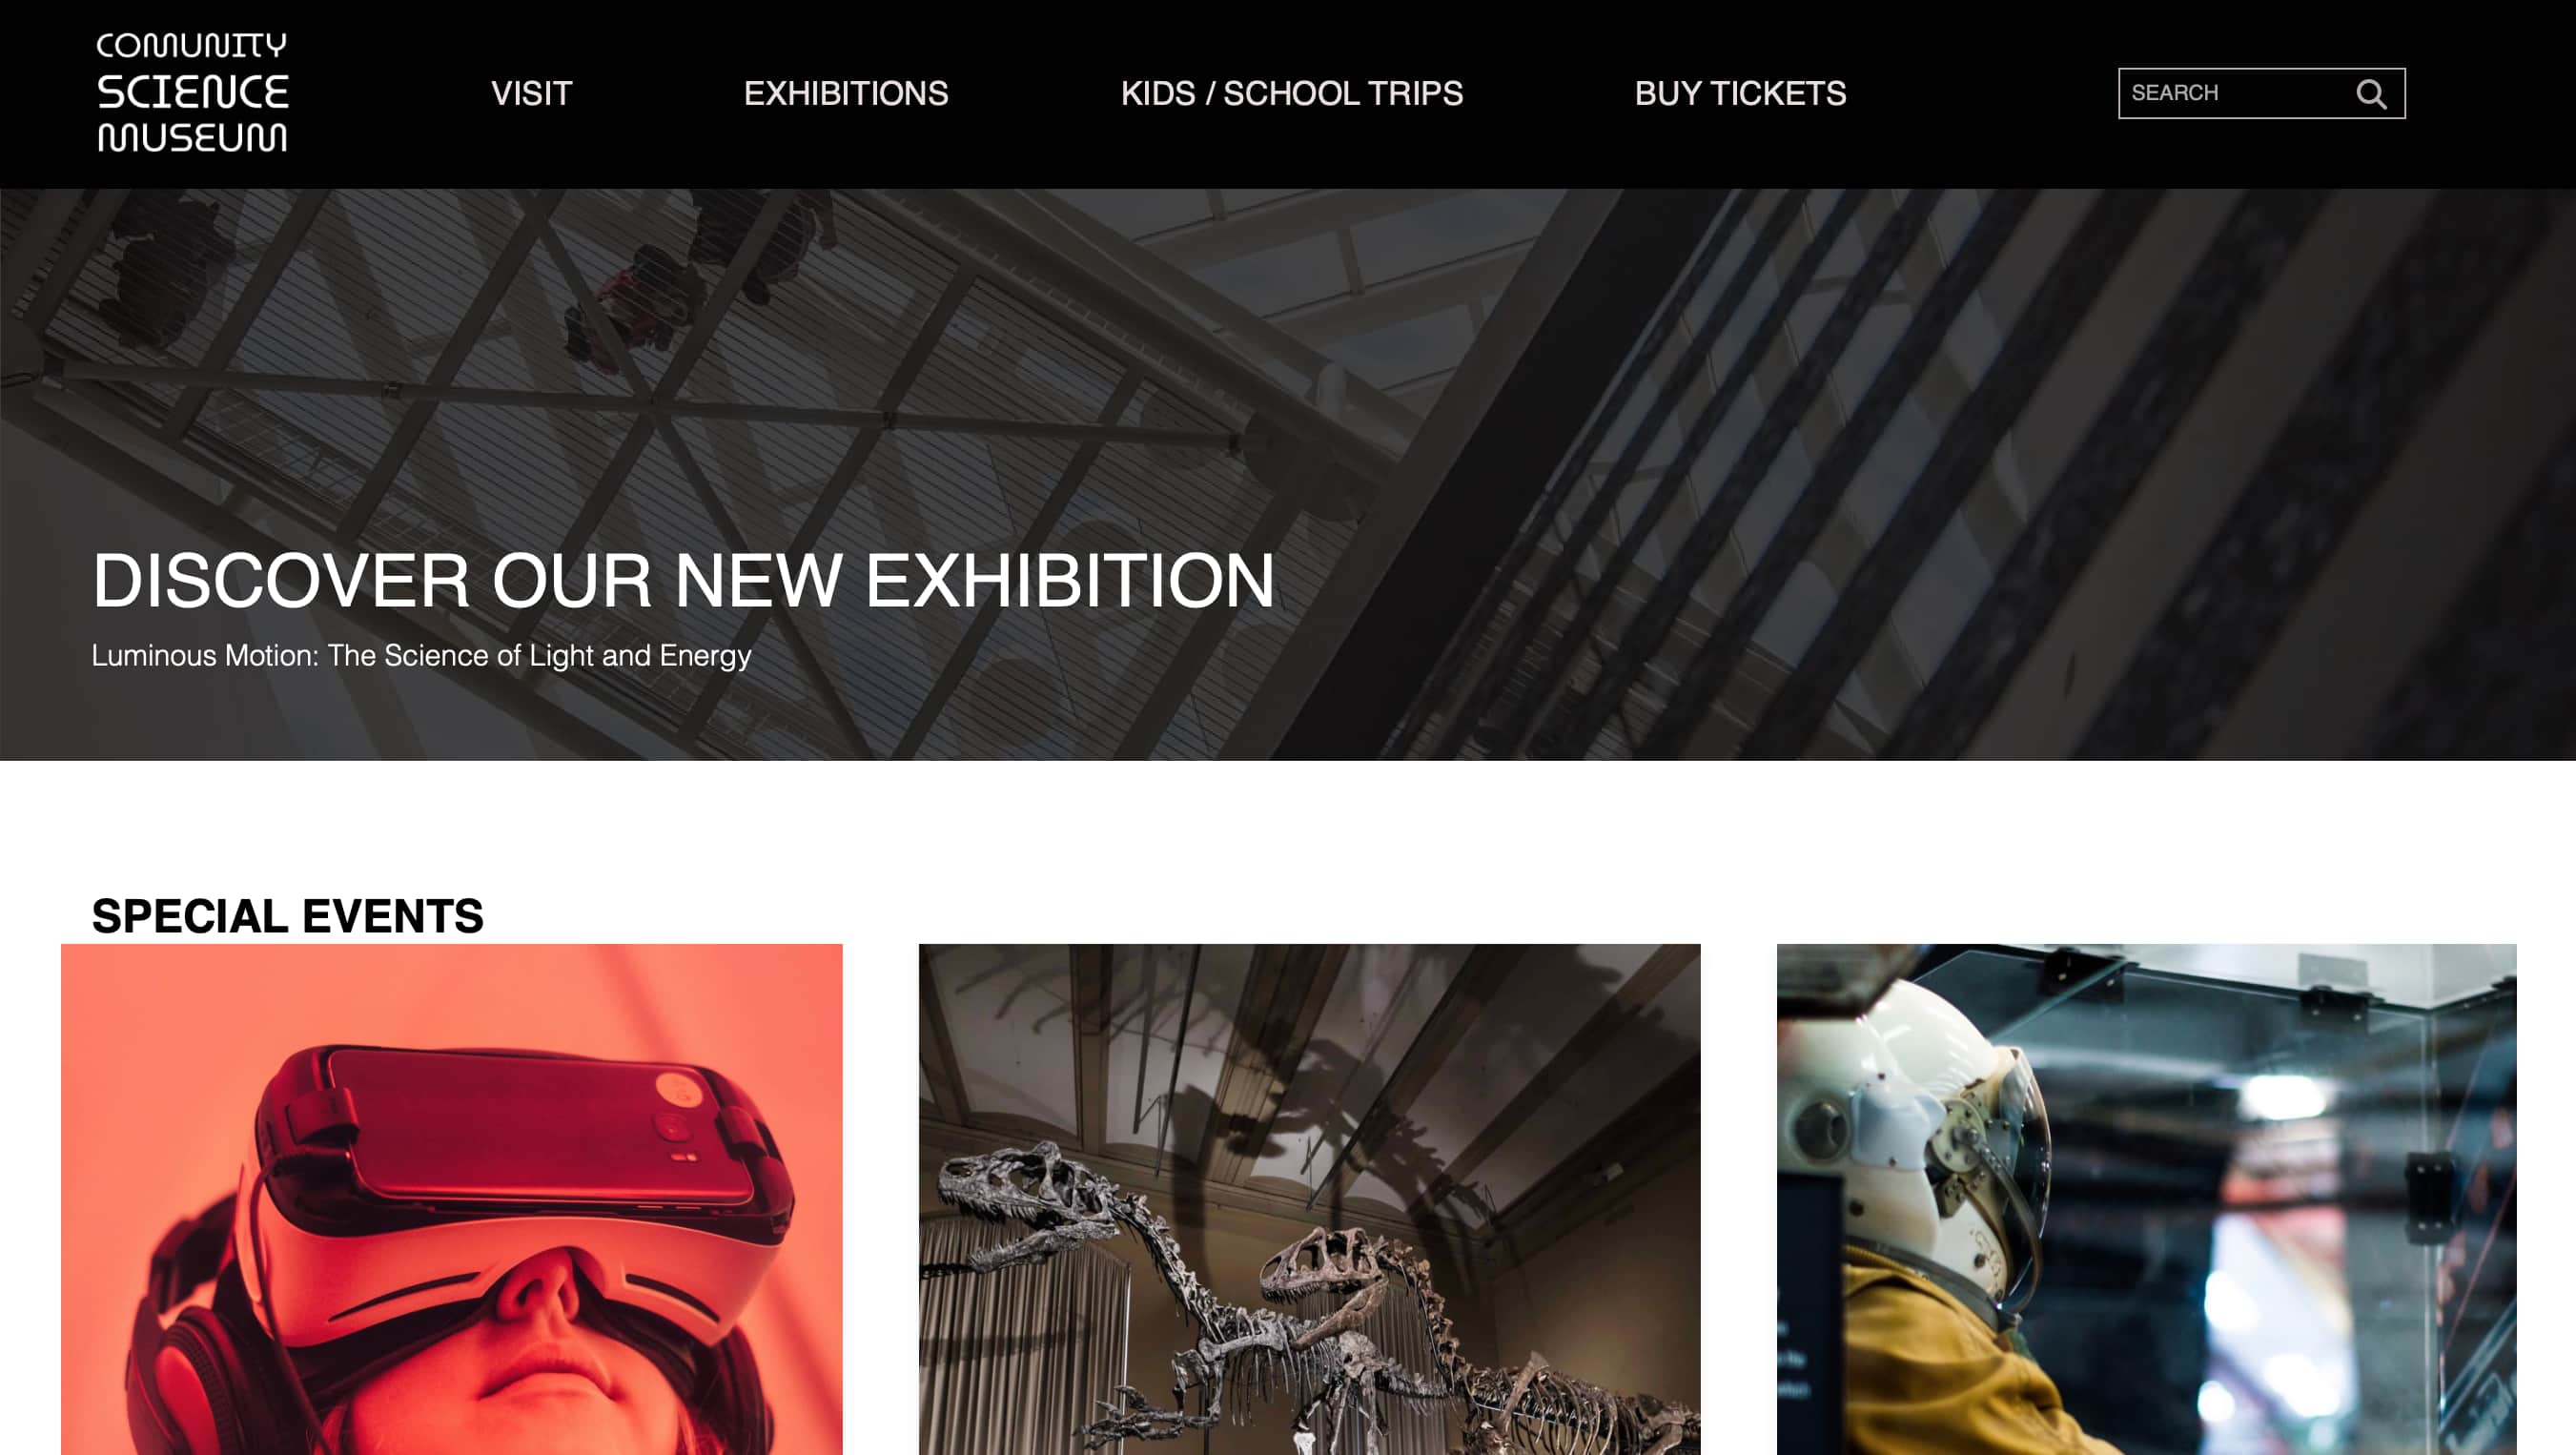 COMUNITY
SCIENCE
MUSEUM
VISIT
EXHIBITIONS
KIDS / SCHOOL TRIPS
BUY TICKETS
SEARCH
DISCOVER OUR NEW EXHIBITION
Luminous Motion: The Science of Light and Energy
SPECIAL EVENTS